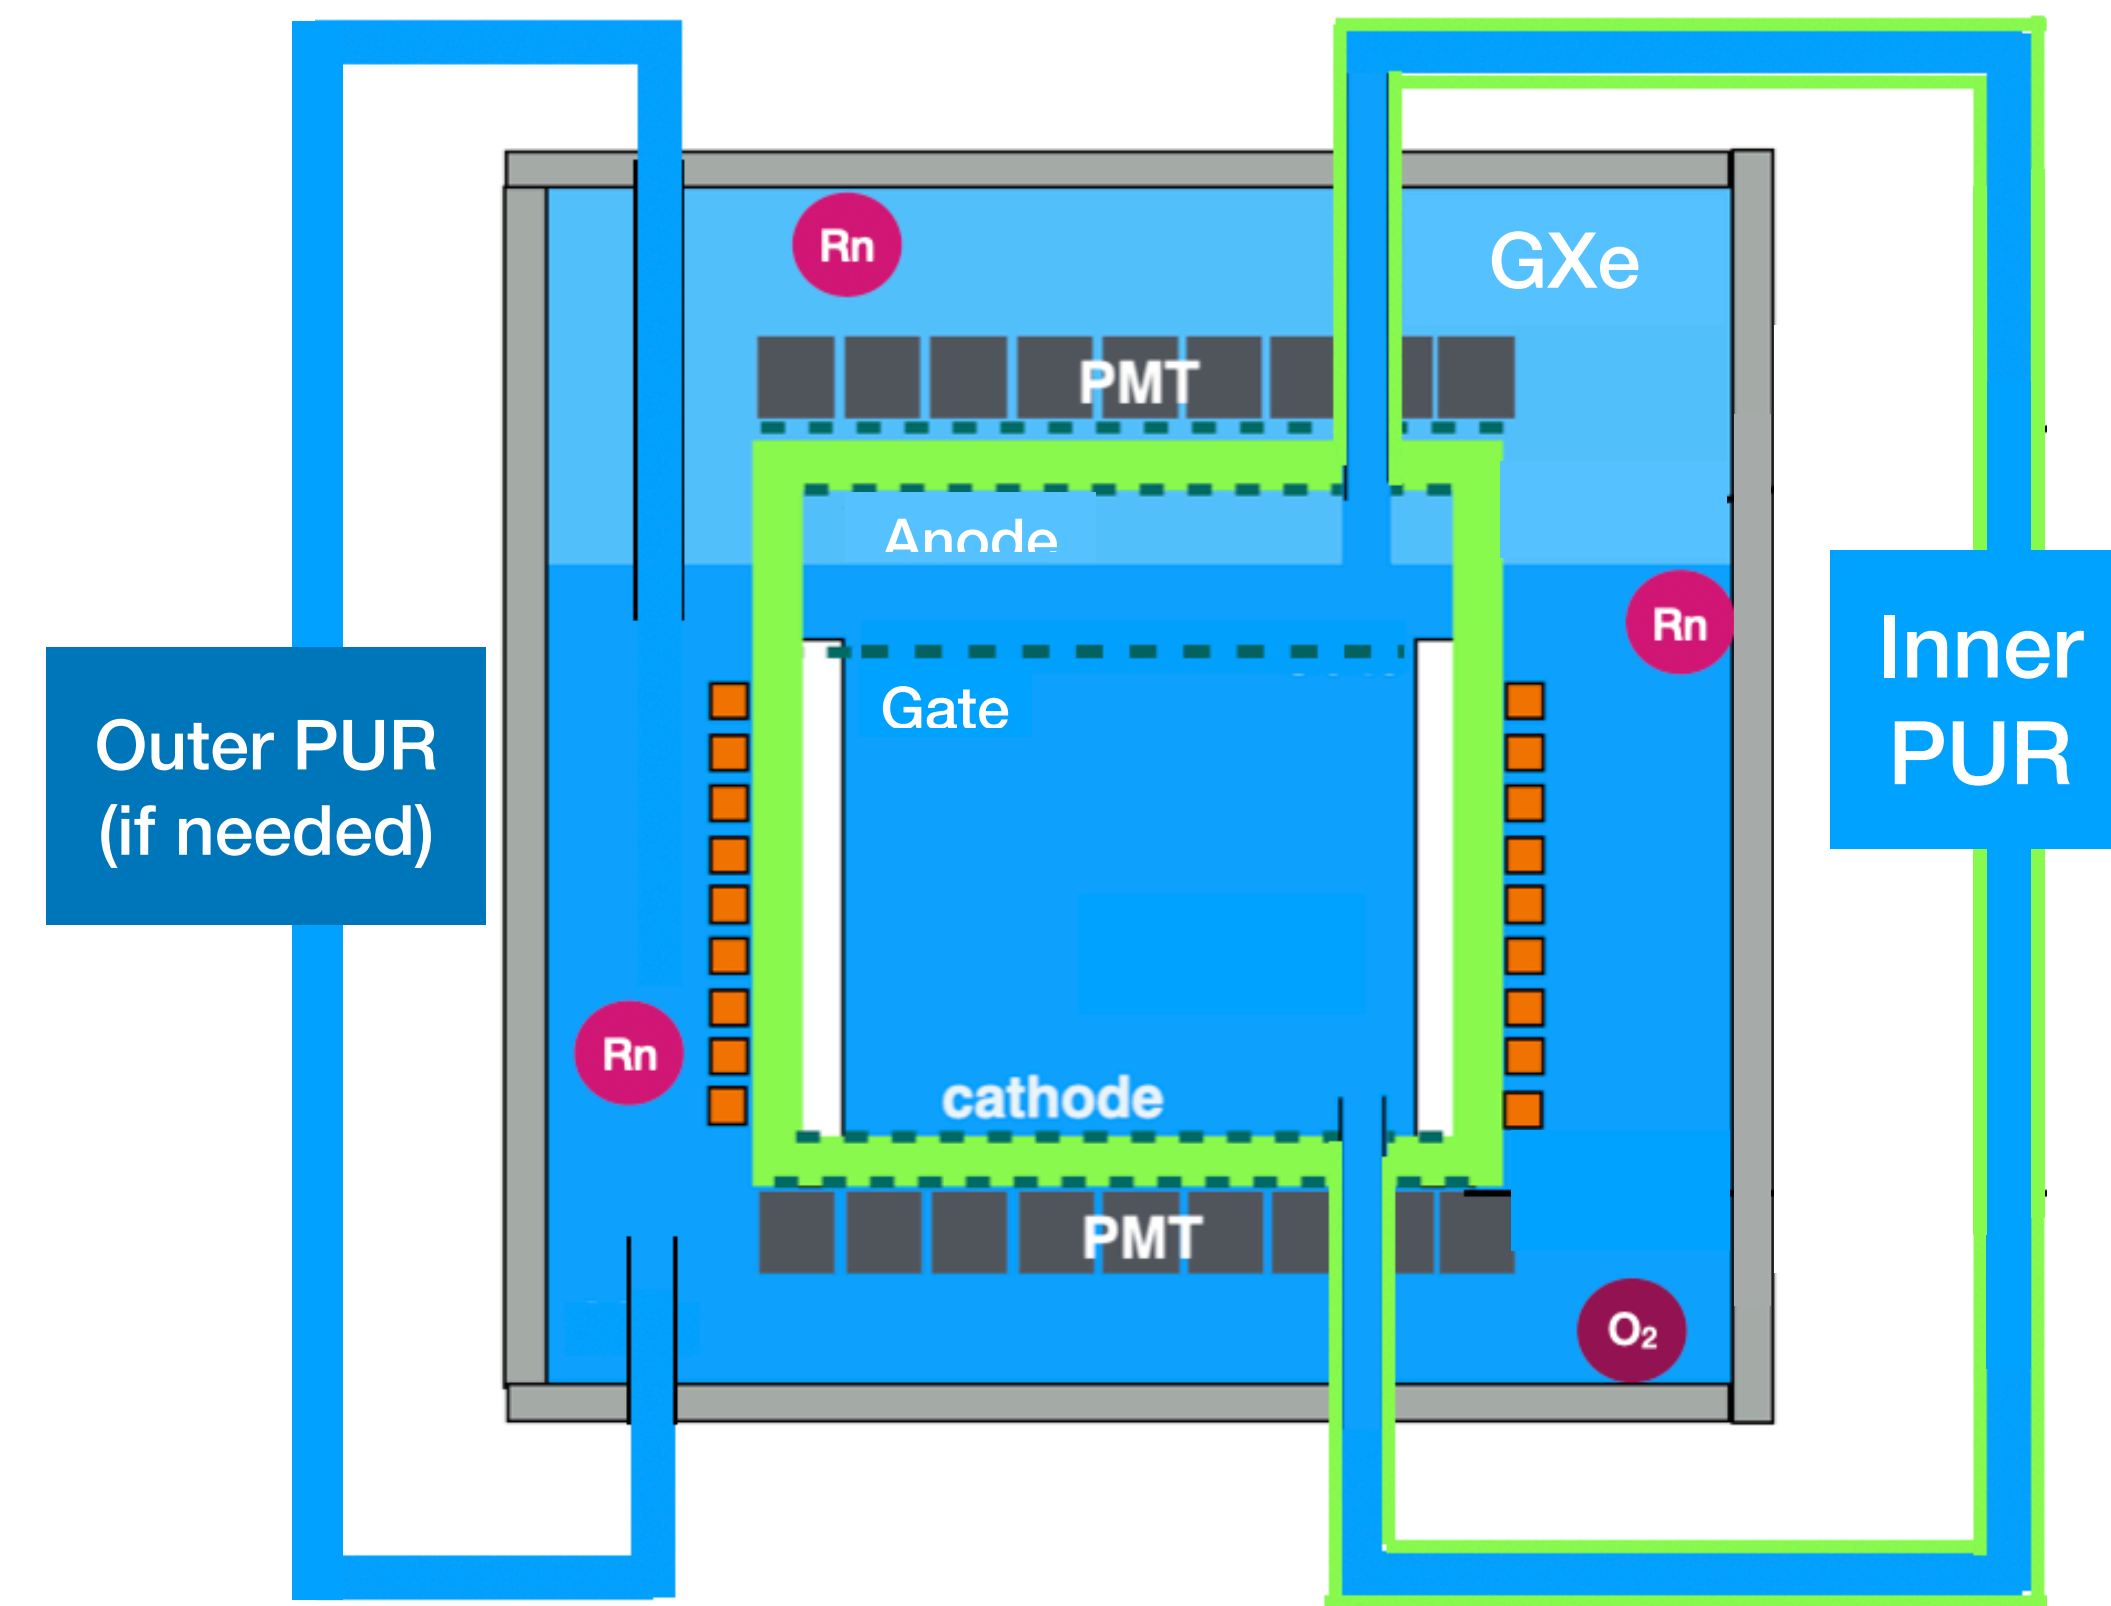 Rn
GXe
PMT
Anode
Rn
Inner
PUR
Gate
Outer PUR
(if needed)
Rn
cathode
PMT
O₂